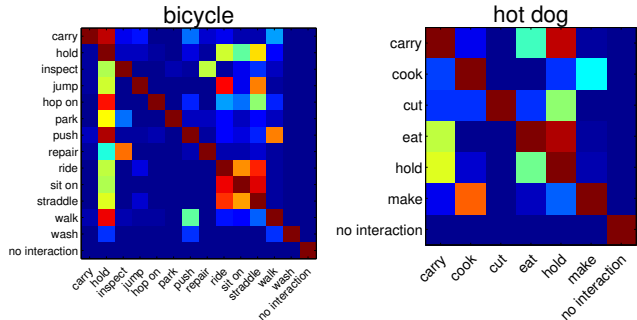 bicycle
carry
hold
inspect
jump
hop on
park
push
repair
ride
sit on
straddle
walk
wash
no interaction
carry
hold
inspect
jump
hop on
park
push
repair
ride
sit on
straddle
walk
wash
no interaction
hot dog
carry
cook
cut
eat
hold
make
no interaction
carry
cook
cut
eat
hold
make
no interaction